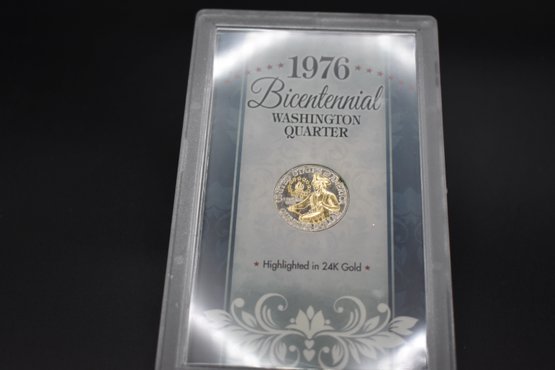 1976
Bicentennial
WASHINGTON
QUARTER
Highlighted in 24K Gold